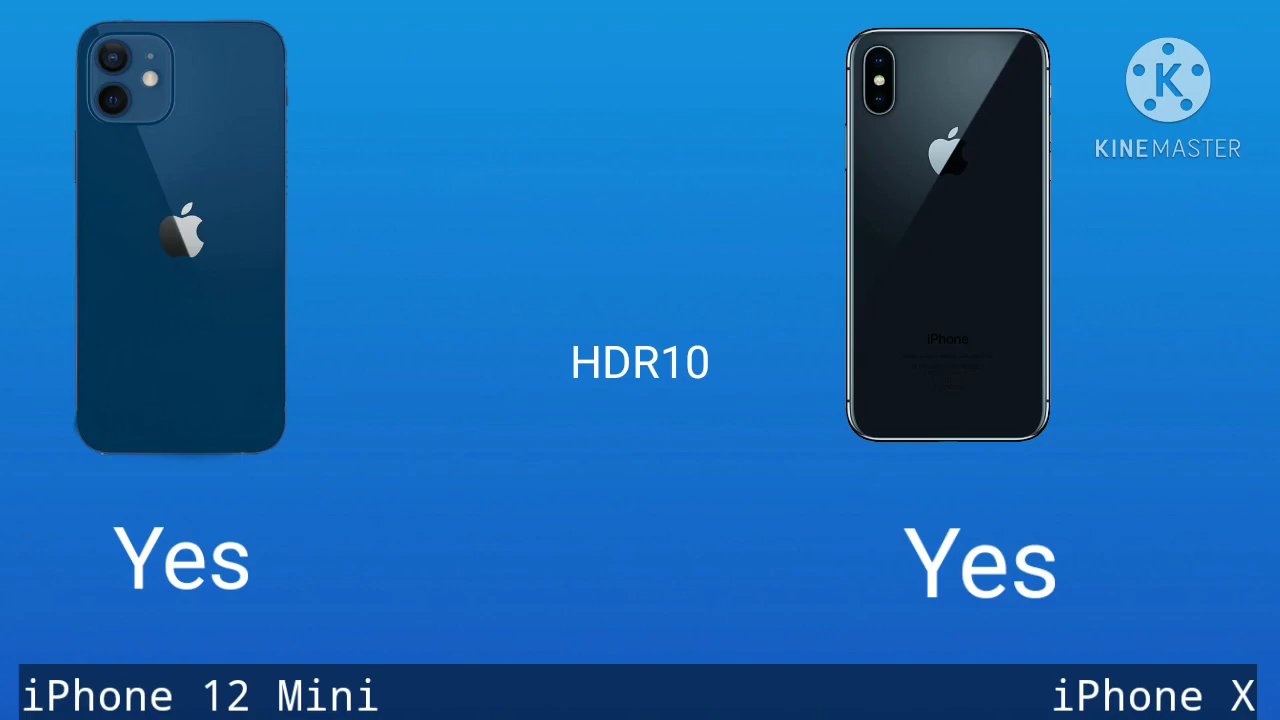 K
KINEMASTER
HDR10
iPhone
Yes
Yes
iPhone 12 Mini
iPhone X